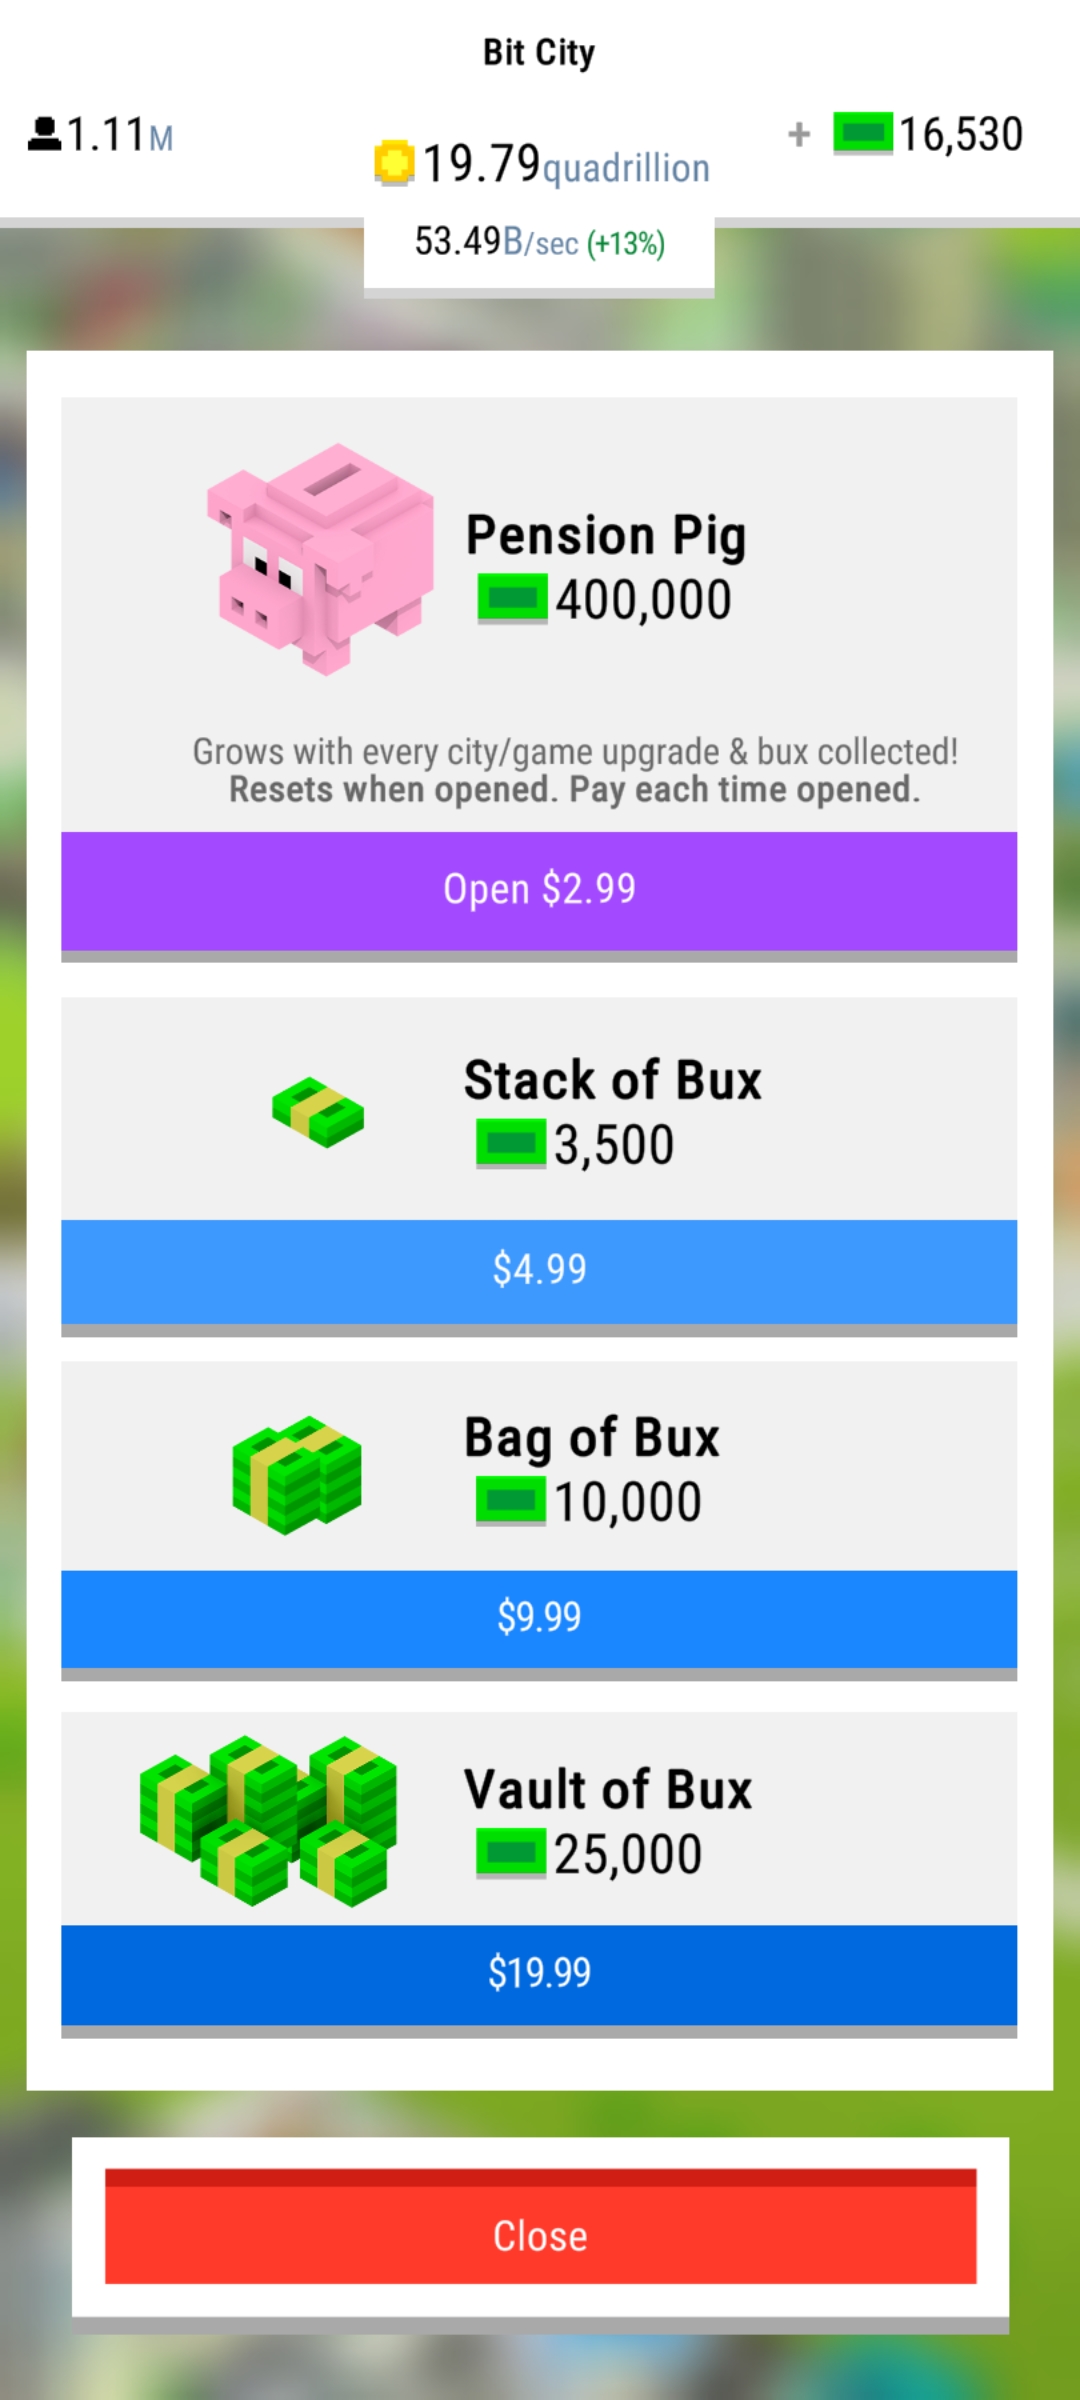 Bit City
1.11M
+ 16,530
19.79quadrillion
53.49B/sec (+13%)
Pension Pig
400,000
Grows with every city/game upgrade & bux collected!
Resets when opened. Pay each time opened.
Open $2.99
Stack of Bux
3,500
$4.99
Bag of Bux
10,000
$9.99
Vault of Bux
25,000
$19.99
Close